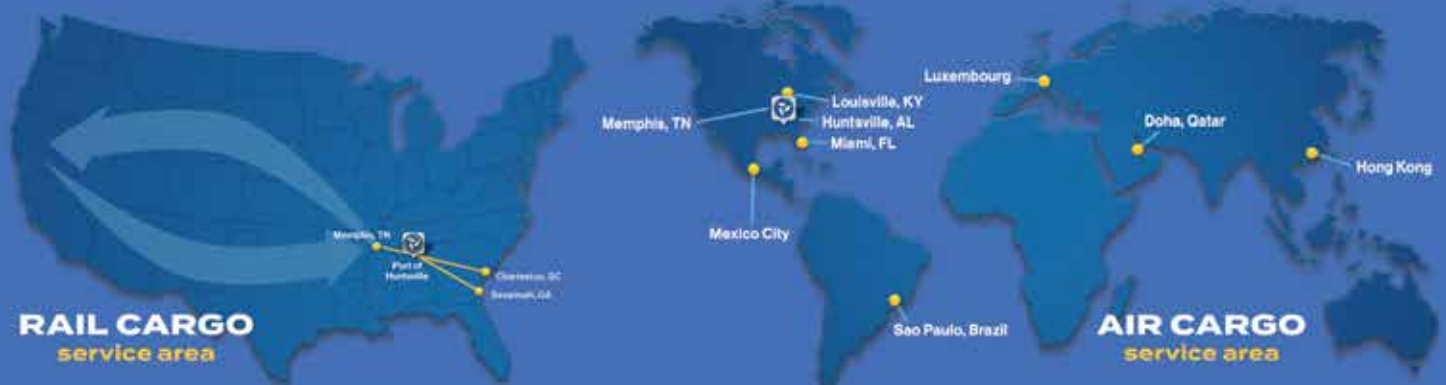 Memphis, TN
Port of
Huntsville
Charleston, SC
Savannah, GA
RAIL CARGO
service area
Memphis, TN
Louisville, KY
Huntsville, AL
Miami, FL
Mexico City
Sao Paulo, Brazil
Luxembourg
Doha, Qatar
Hong Kong
AIR CARGO
service area